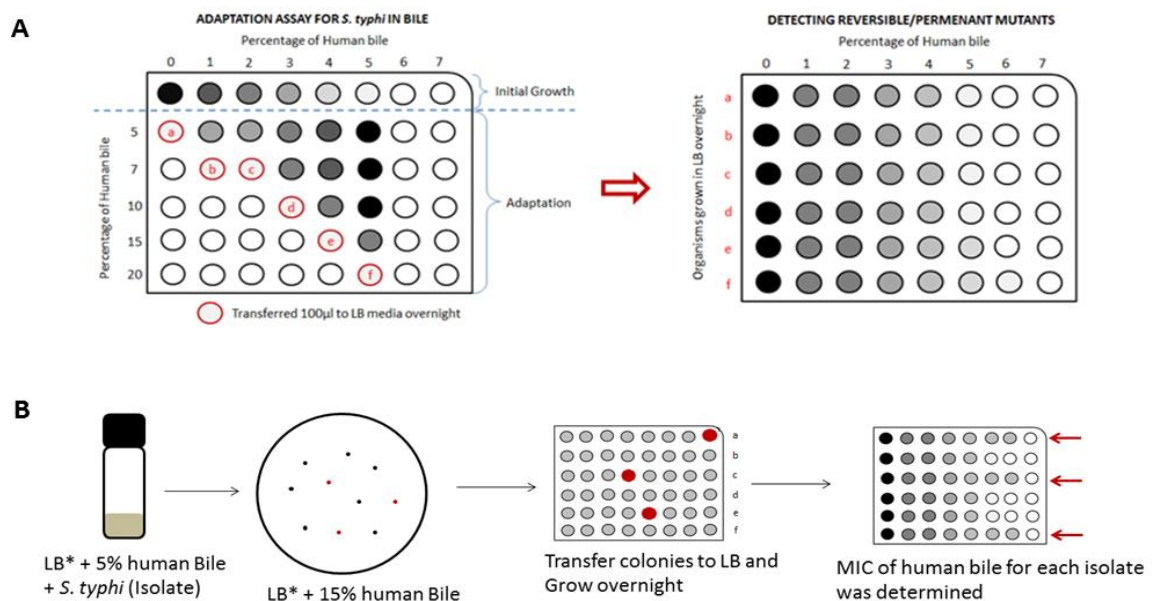 A
ADAPTATION ASSAY FOR S. typhi IN BILE
Percentage of Human bile
0 1 2 3 4 5 6 7
Initial Growth
Percentage of Human bile
5
a
7
b c
10
d
Adaptation
15
e
20
f
Transferred 100µl to LB media overnight
DETECTING REVERSIBLE/PERMENANT MUTANTS
Percentage of Human bile
0 1 2 3 4 5 6 7
Organisms grown in LB overnight
a
b
c
d
e
f
B
LB* + 5% human Bile
+ S. typhi (Isolate)
LB* + 15% human Bile
a
b
c
d
e
f
Transfer colonies to LB and
Grow overnight
MIC of human bile for each isolate
was determined